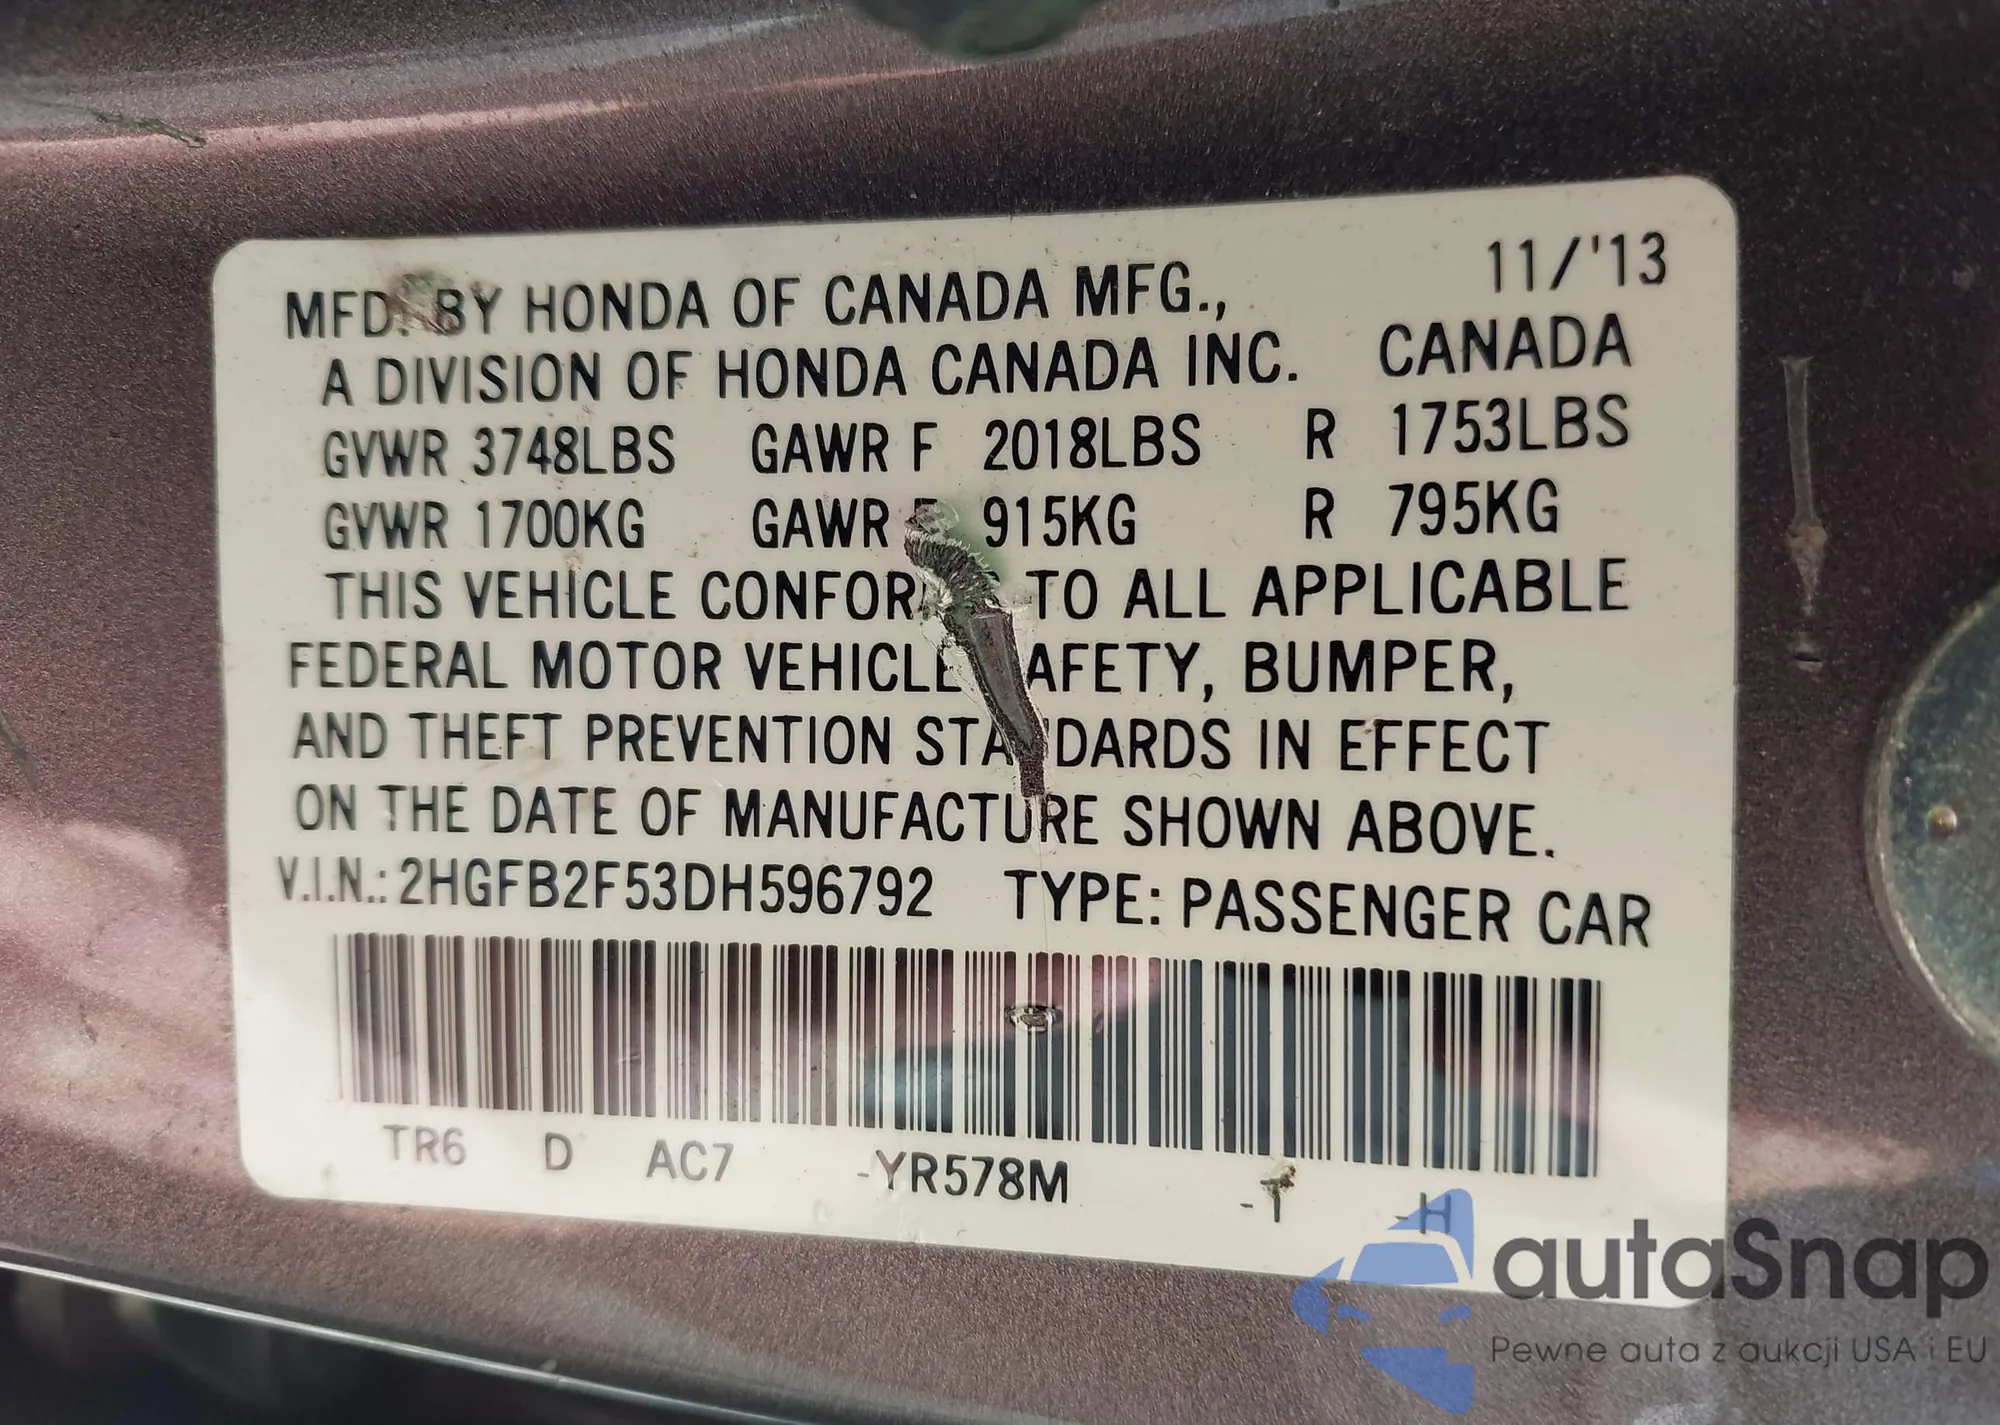 11/'13
MFD. BY HONDA OF CANADA MFG.,
A DIVISION OF HONDA CANADA INC. CANADA
GVWR 3748LBS GAWR F 2018LBS R 1753LBS
GVWR 1700KG GAWR F 915KG R 795KG
THIS VEHICLE TO ALL APPLICABLE
FEDERAL MOTOR VEHICLE BUMPER,
AND THEFT PREVENTION IN EFFECT
ON THE DATE OF MANUFACTURE SHOWN ABOVE.
V.I.N.: 2HGFB2F53DH596792 TYPE: PASSENGER CAR
TR6 D AC7 -YR578M -T -H
autoSnap
Pewne auta z aukcji USA i EU